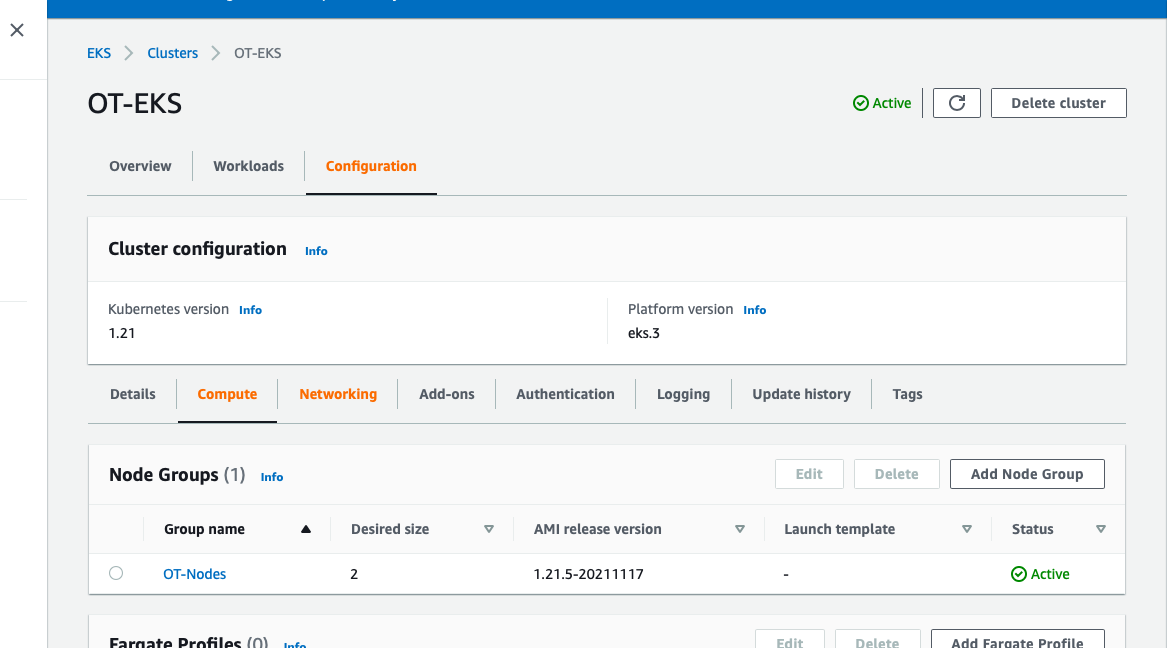 EKS Clusters OT-EKS
OT-EKS
Active
Delete cluster
Overview Workloads Configuration
Cluster configuration Info
Kubernetes version Info
1.21
Platform version Info
eks.3
Details Compute Networking Add-ons Authentication Logging Update history Tags
Node Groups (1) Info Edit Delete Add Node Group
Group name Desired size AMI release version Launch template Status
OT-Nodes 2 1.21.5-20211117 - Active
Fargate Profiles (0) Info Edit Delete Add Fargate Profile